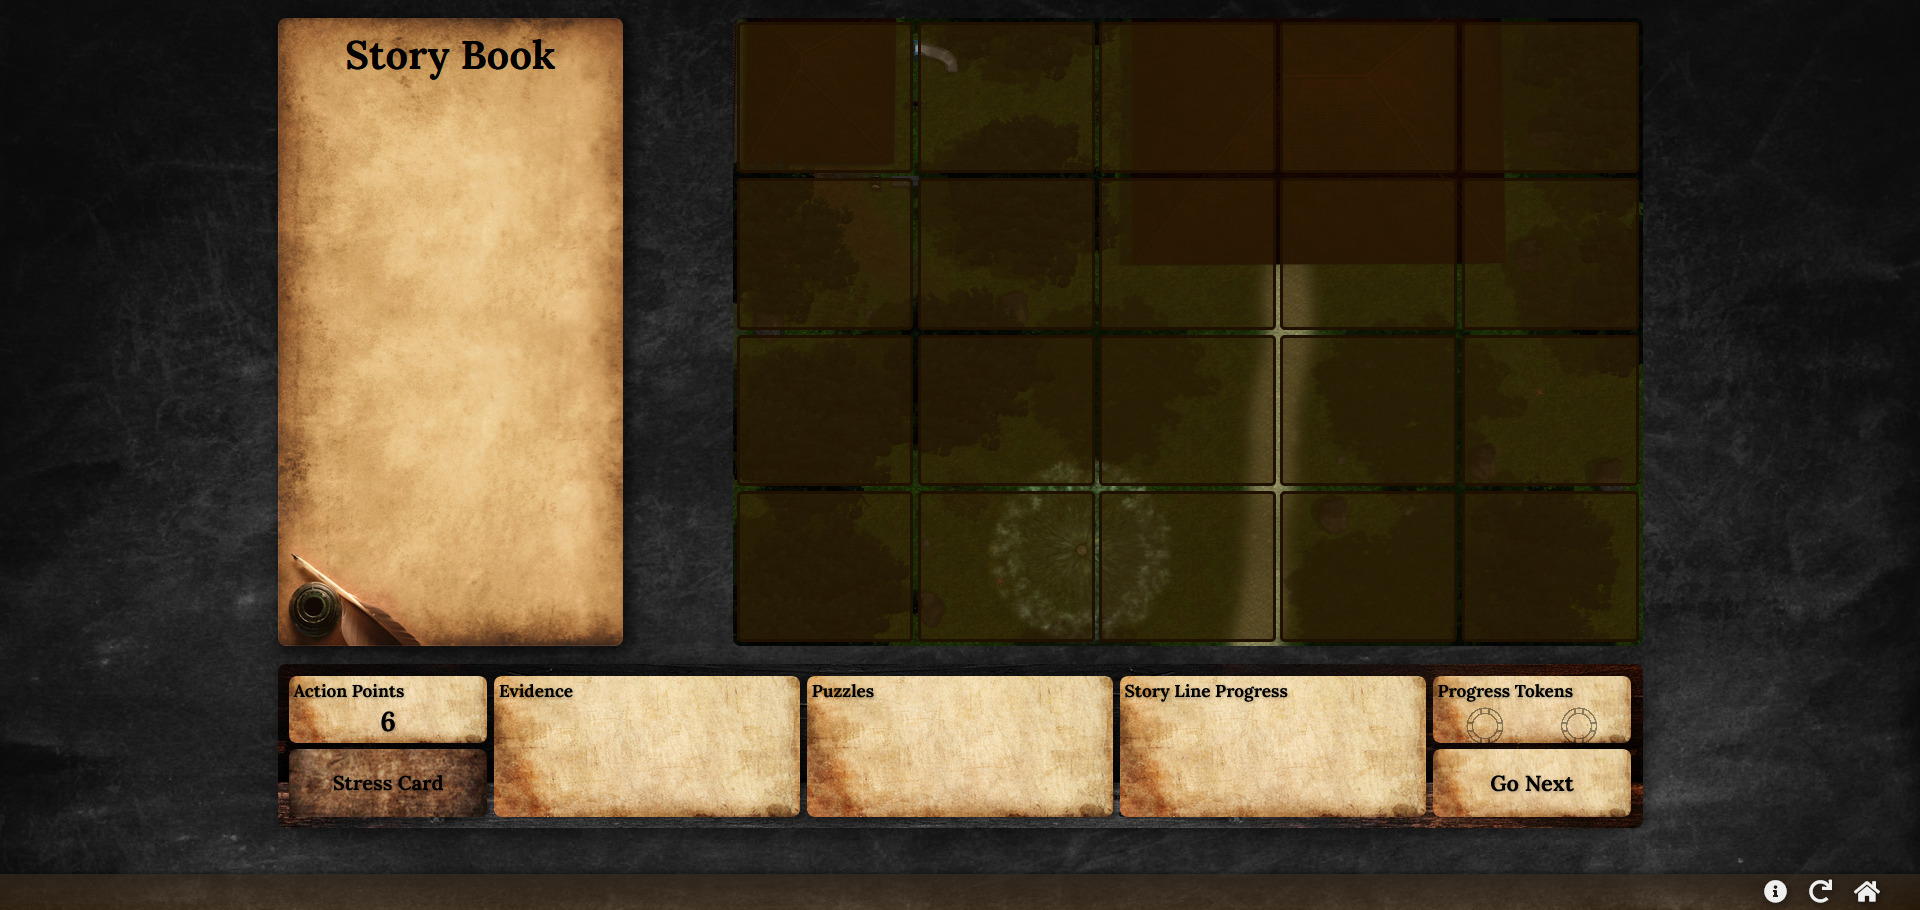 Story Book
Action Points
6
Stress Card
Evidence
Puzzles
Story Line Progress
Progress Tokens
Go Next